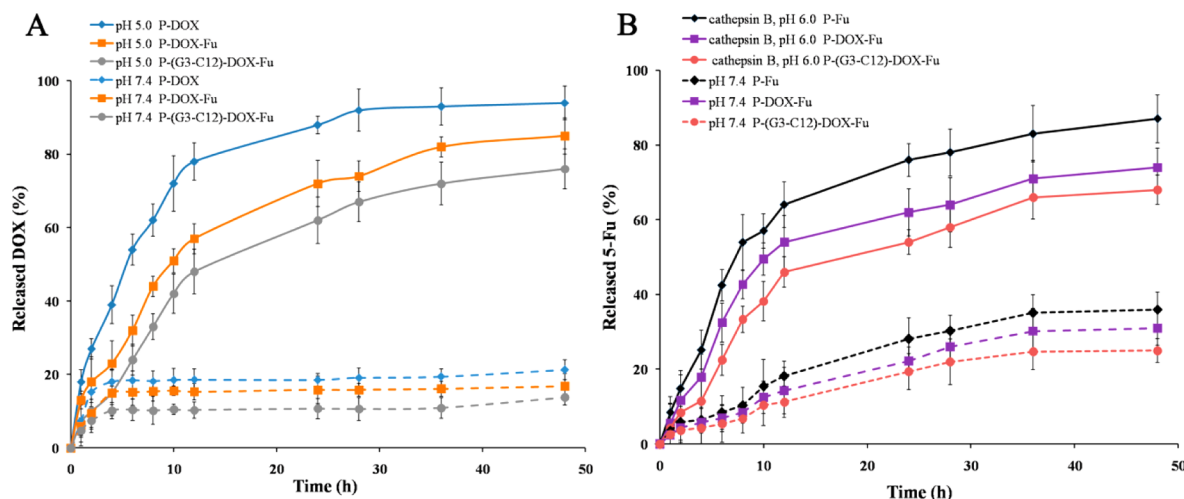 A
pH 5.0 P-DOX
pH 5.0 P-DOX-Fu
pH 5.0 P-(G3-C12)-DOX-Fu
pH 7.4 P-DOX
pH 7.4 P-DOX-Fu
pH 7.4 P-(G3-C12)-DOX-Fu
100
80
60
40
20
0
0 10 20 30 40 50
Released DOX (%)
Time (h)
B
cathepsin B, pH 6.0 P-Fu
cathepsin B, pH 6.0 P-DOX-Fu
cathepsin B, pH 6.0 P-(G3-C12)-DOX-Fu
pH 7.4 P-Fu
pH 7.4 P-DOX-Fu
pH 7.4 P-(G3-C12)-DOX-Fu
100
80
60
40
20
0
0 10 20 30 40 50
Released 5-Fu (%)
Time (h)